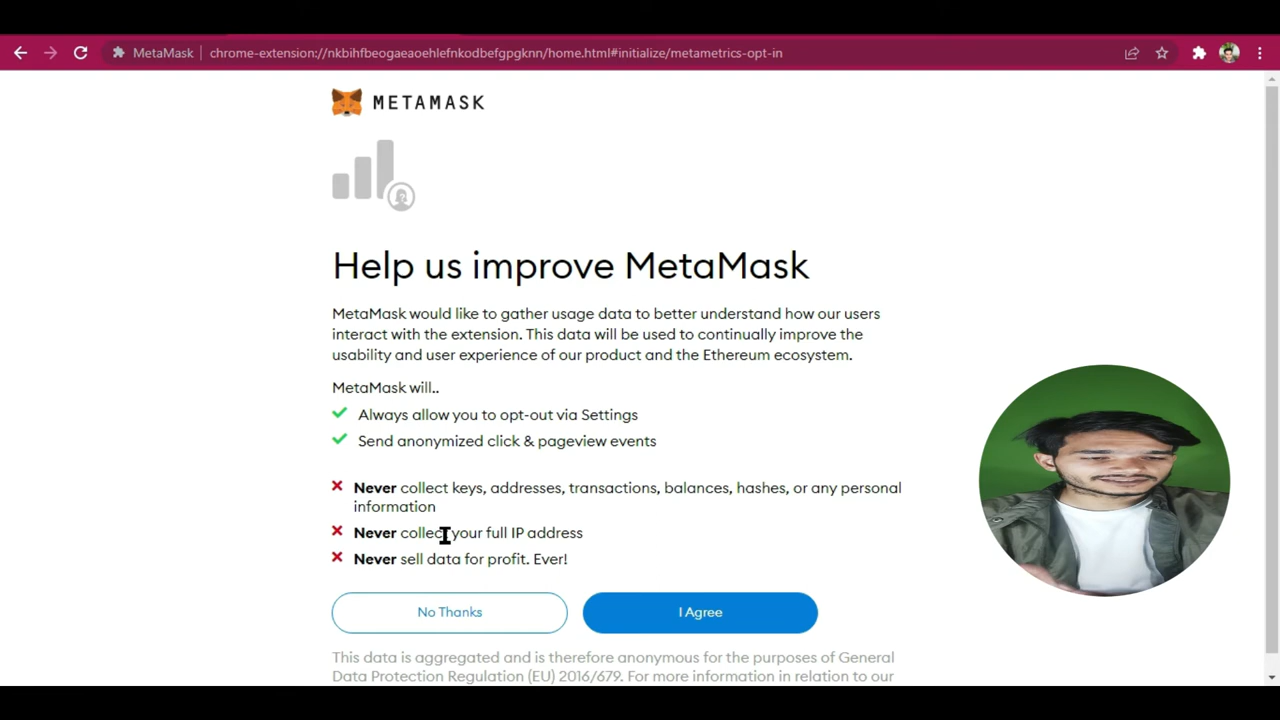 MetaMask chrome-extension://nkbihfbeogaeaoehlefnkodbefgpgknn/home.html#initialize/metametrics-opt-in
METAMASK
Help us improve MetaMask
MetaMask would like to gather usage data to better understand how our users
interact with the extension. This data will be used to continually improve the
usability and user experience of our product and the Ethereum ecosystem.
MetaMask will..
Always allow you to opt-out via Settings
Send anonymized click & pageview events
Never collect keys, addresses, transactions, balances, hashes, or any personal
information
Never collect your full IP address
Never sell data for profit. Ever!
No Thanks
I Agree
This data is aggregated and is therefore anonymous for the purposes of General
Data Protection Regulation (EU) 2016/679. For more information in relation to our